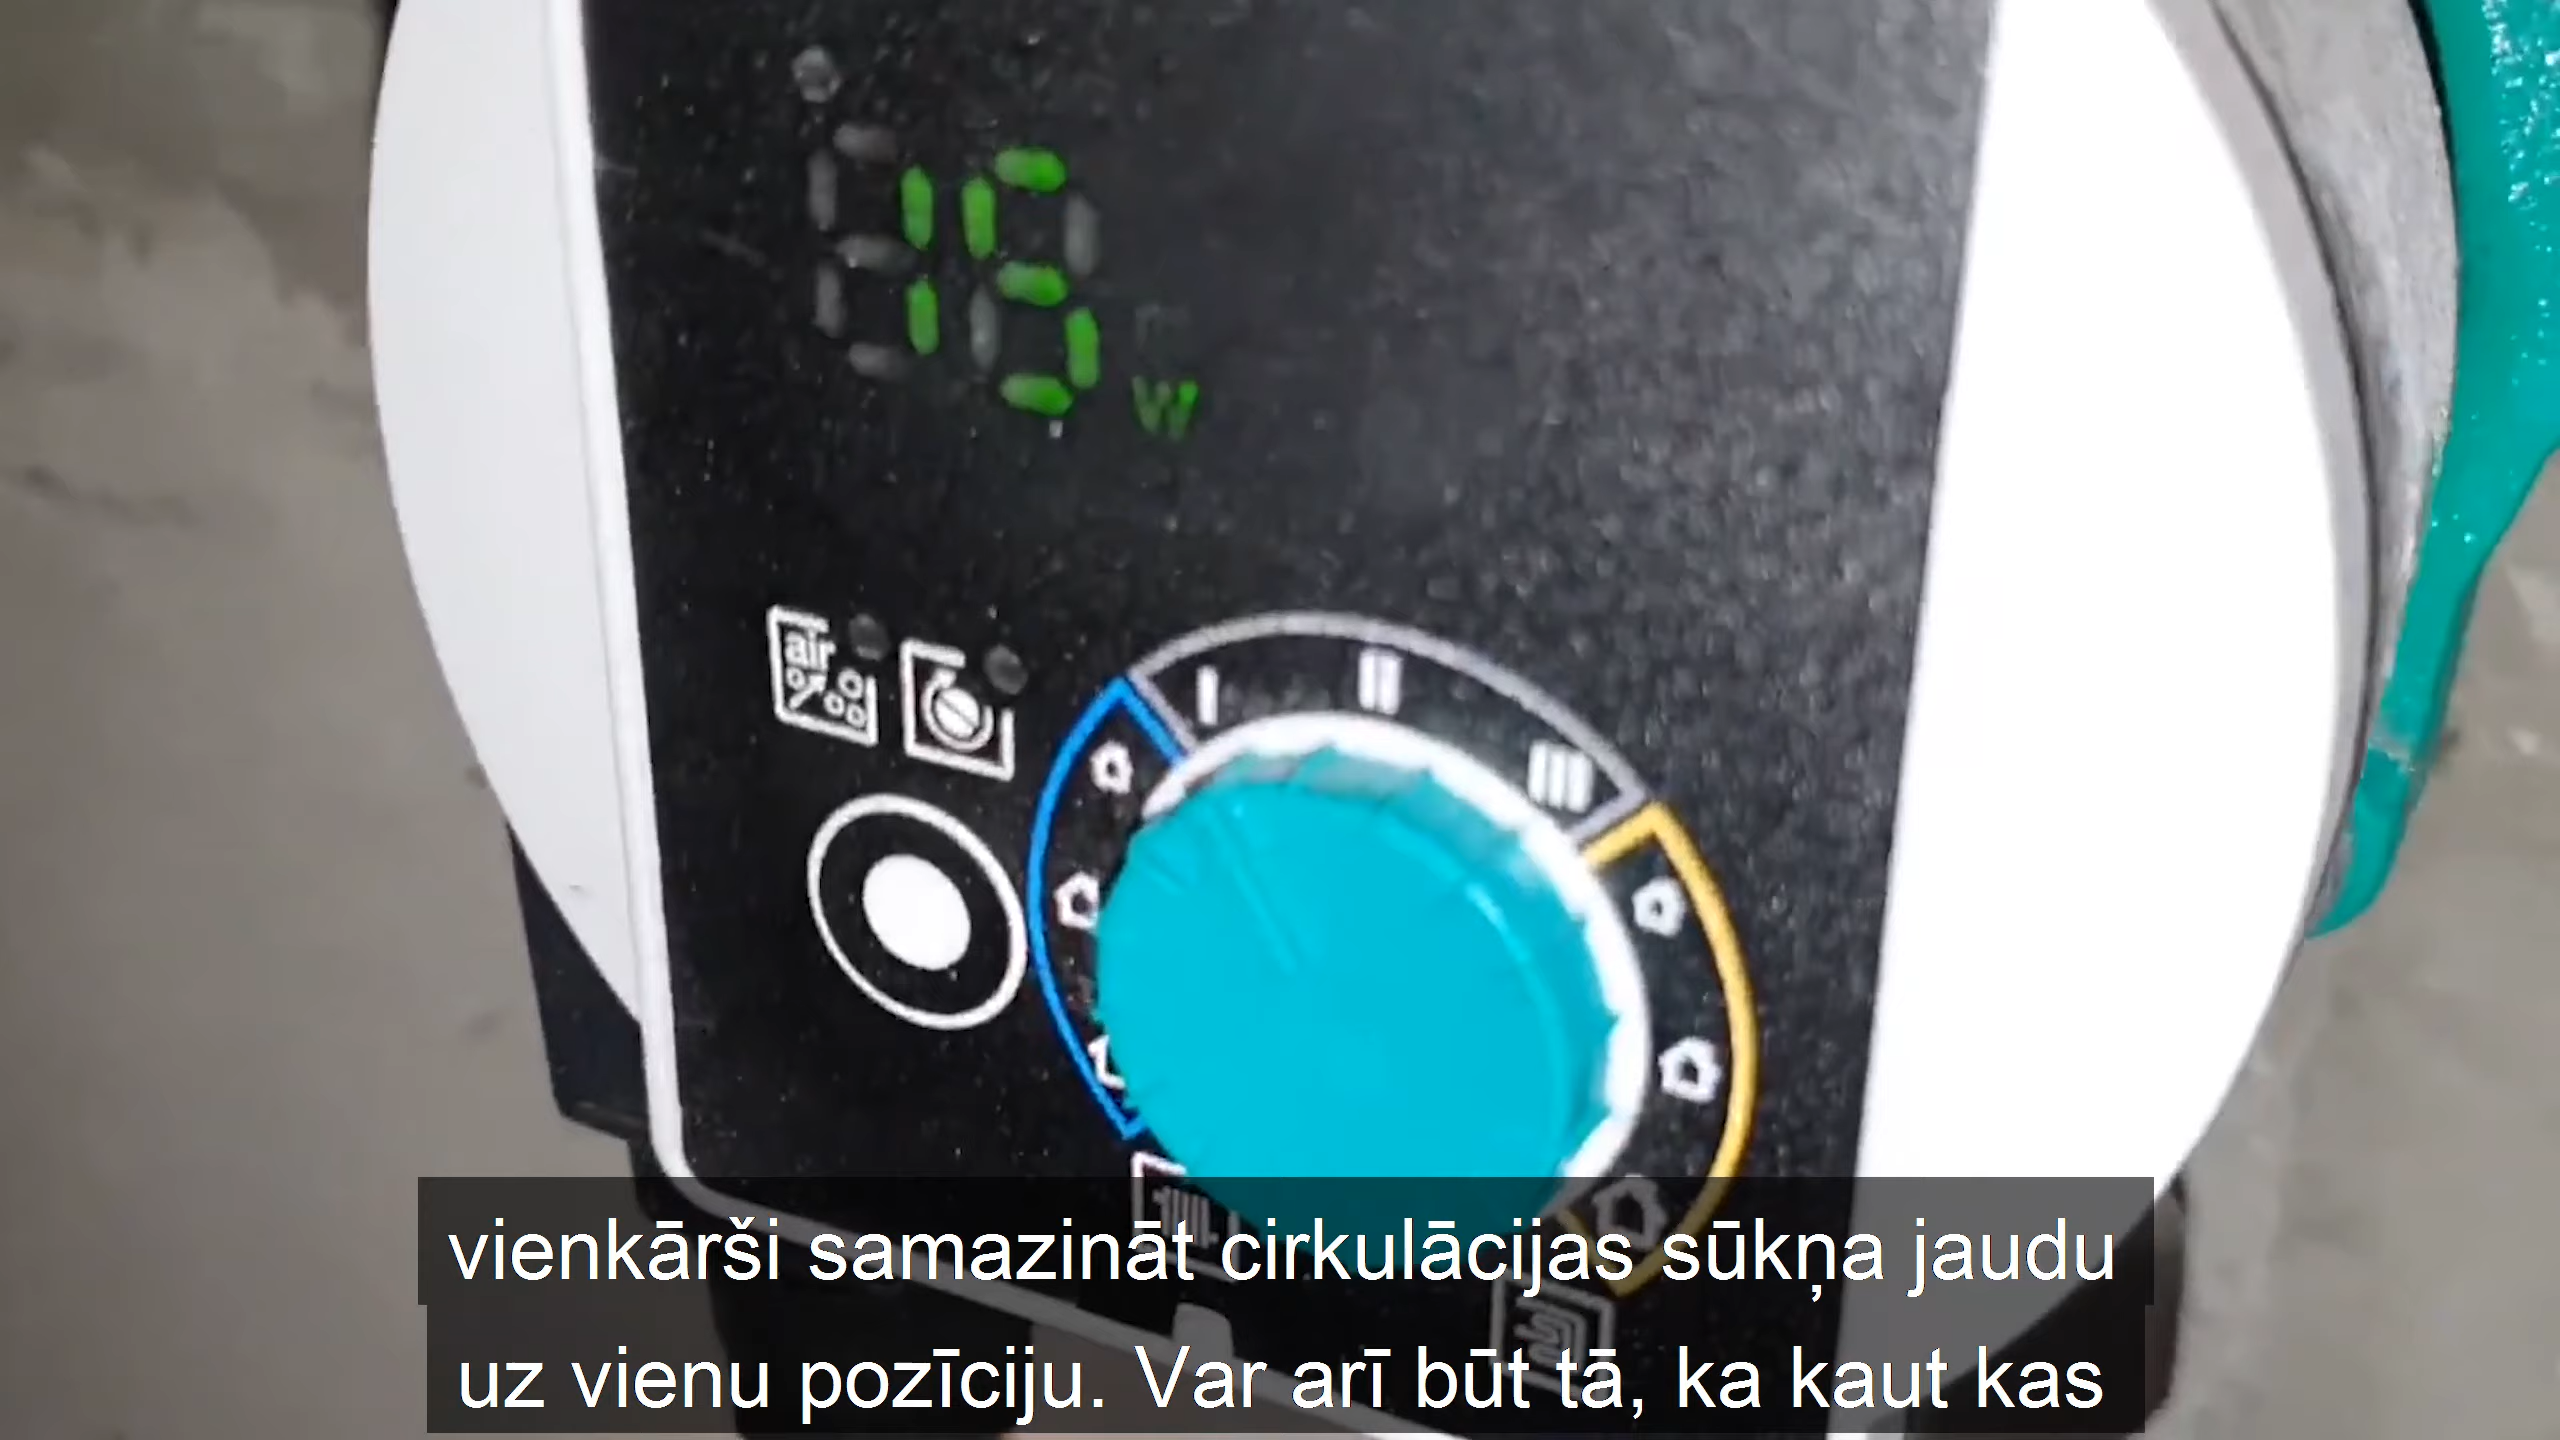 15
W
air
I
II
III
vienkārši samazināt cirkulācijas sūkņa jaudu
uz vienu pozīciju. Var arī būt tā, ka kaut kas